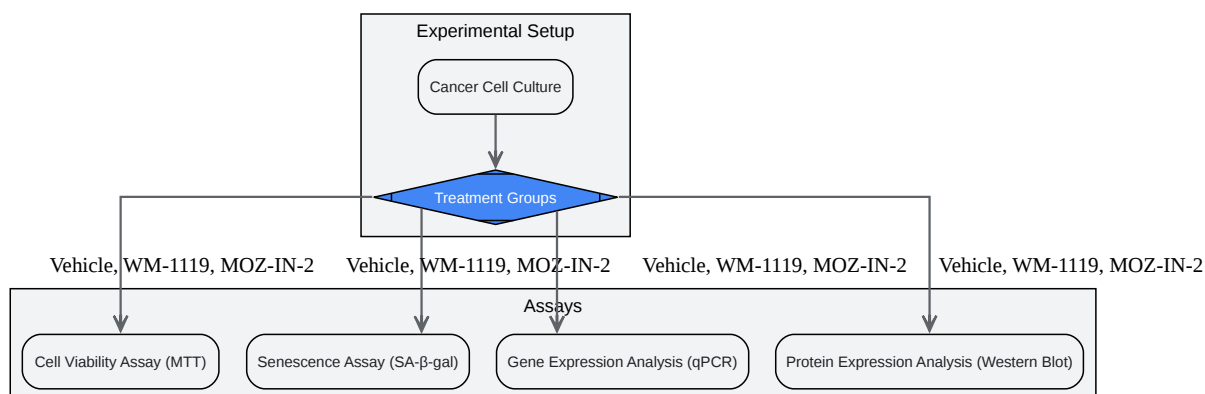 Experimental Setup
Cancer Cell Culture
Treatment Groups
Vehicle, WM-1119, MOZ-IN-2
Vehicle, WM-1119, MOZ-IN-2
Vehicle, WM-1119, MOZ-IN-2
Vehicle, WM-1119, MOZ-IN-2
Assays
Cell Viability Assay (MTT)
Senescence Assay (SA-β-gal)
Gene Expression Analysis (qPCR)
Protein Expression Analysis (Western Blot)